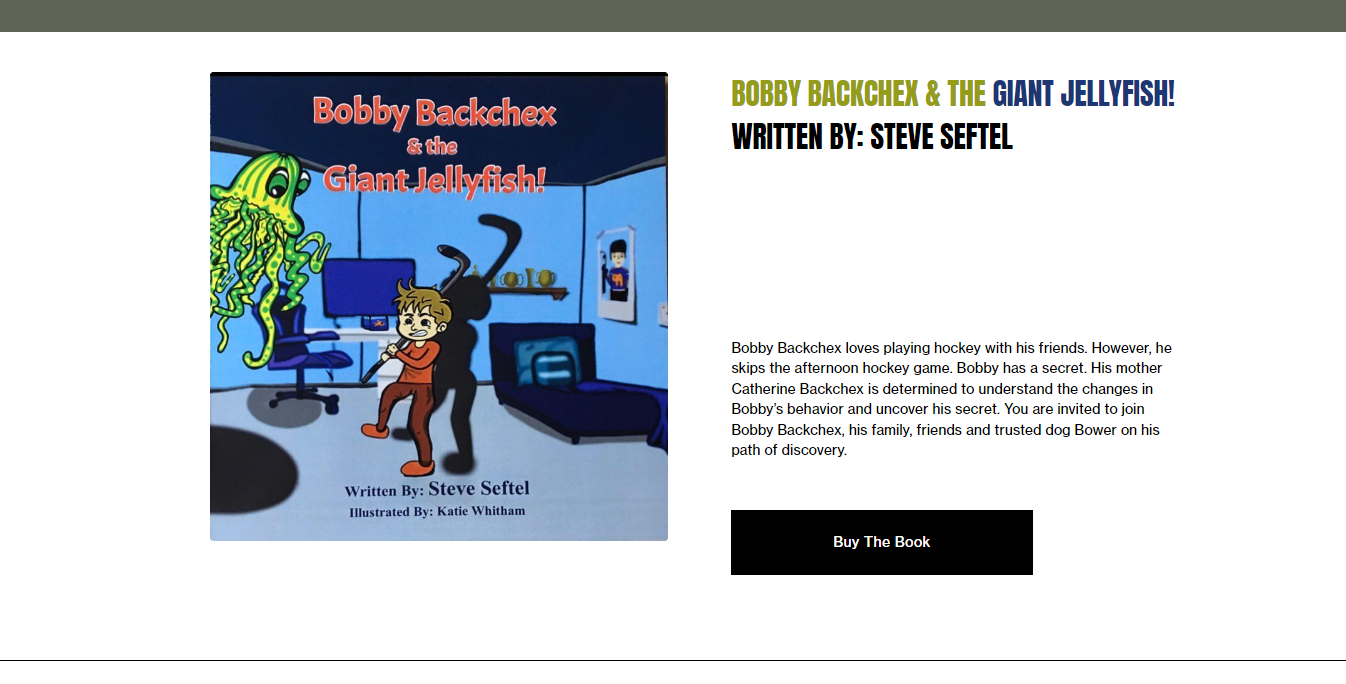 Bobby Backchex
& the
Giant Jellyfish!
Written By: Steve Seftel
Illustrated By: Katie Whitham
BOBBY BACKCHEX & THE GIANT JELLYFISH!
WRITTEN BY: STEVE SEFTEL
Bobby Backchex loves playing hockey with his friends. However, he
skips the afternoon hockey game. Bobby has a secret. His mother
Catherine Backchex is determined to understand the changes in
Bobby’s behavior and uncover his secret. You are invited to join
Bobby Backchex, his family, friends and trusted dog Bower on his
path of discovery.
Buy The Book